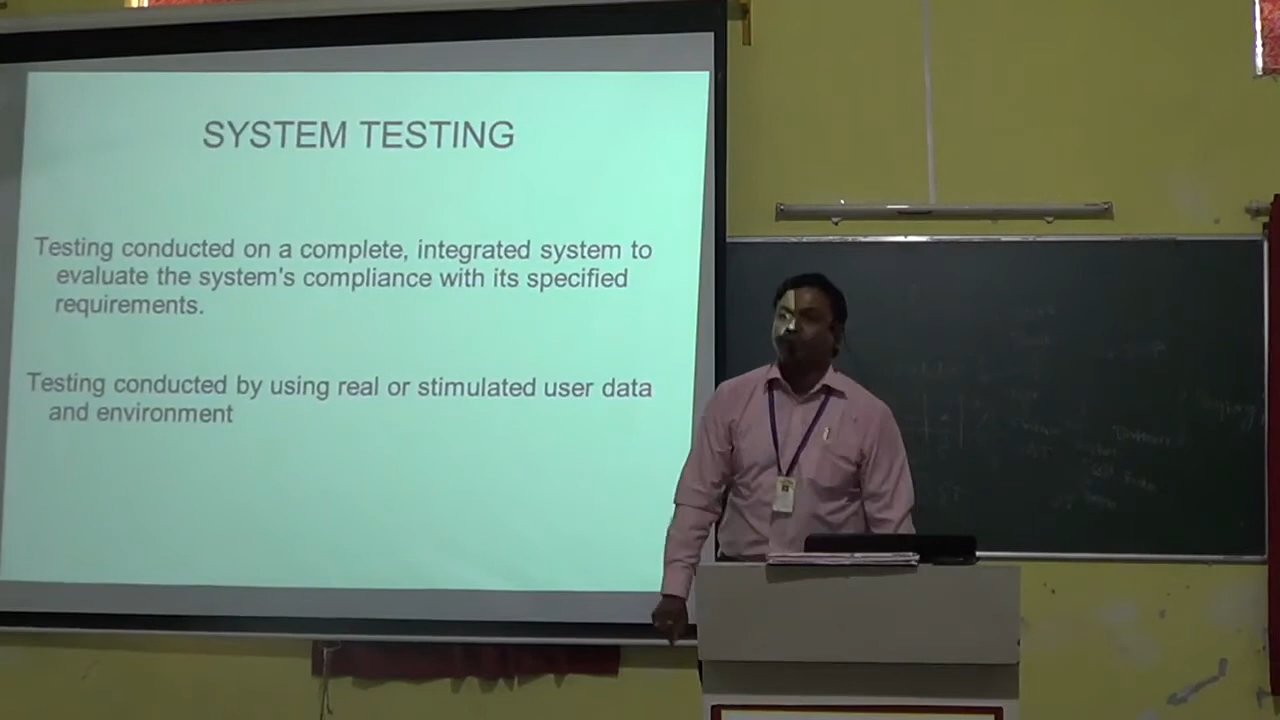 SYSTEM TESTING
Testing conducted on a complete, integrated system to
evaluate the system's compliance with its specified
requirements.
Testing conducted by using real or stimulated user data
and environment